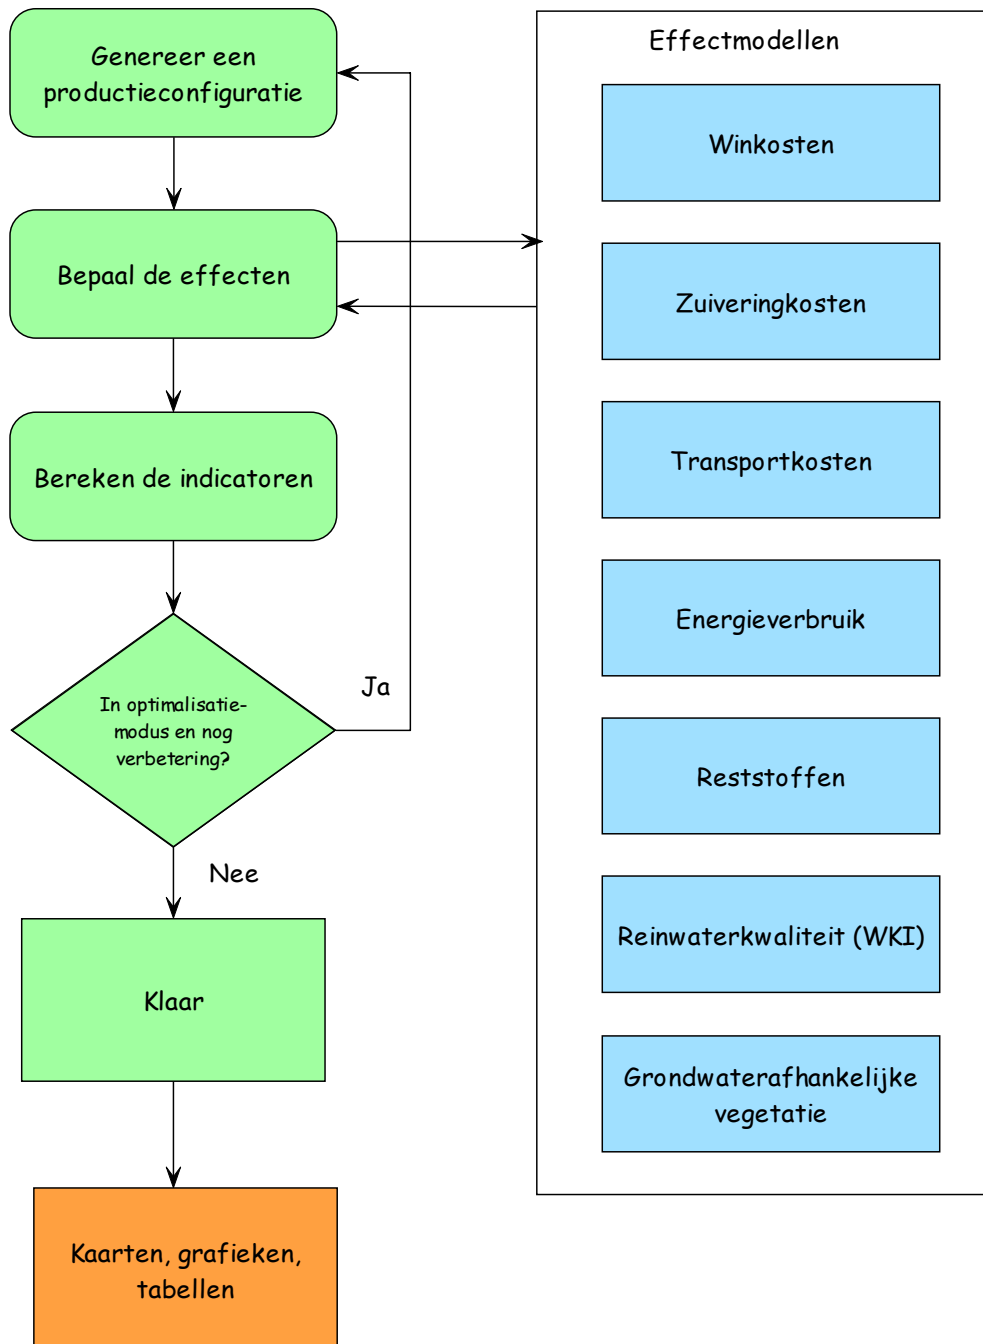 Genereer een
productieconfiguratie
Bepaal de effecten
Bereken de indicatoren
In optimalisatie-
modus en nog
verbetering?
Ja
Nee
Klaar
Kaarten, grafieken,
tabellen
Effectmodellen
Winkosten
Zuiveringkosten
Transportkosten
Energieverbruik
Reststoffen
Reinwaterkwaliteit (WKI)
Grondwaterafhankelijke
vegetatie